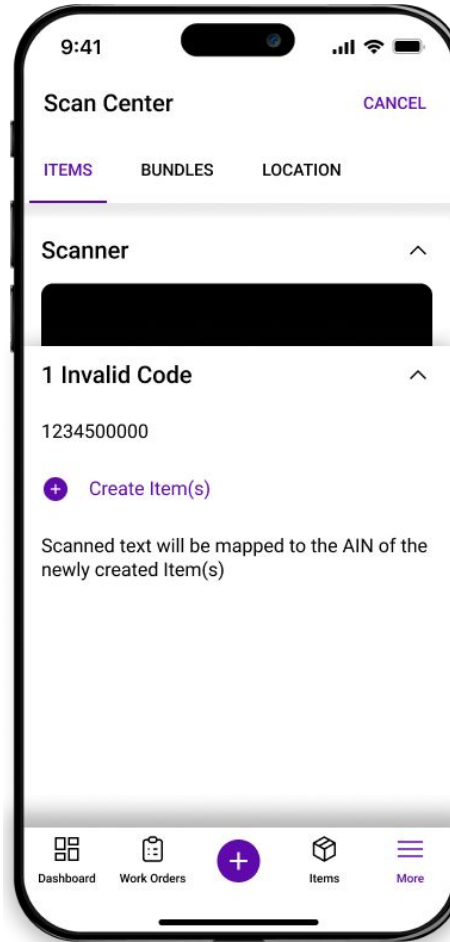 9:41
Scan Center
CANCEL
ITEMS
BUNDLES
LOCATION
Scanner
1 Invalid Code
1234500000
Create Item(s)
Scanned text will be mapped to the AIN of the
newly created Item(s)
Dashboard
Work Orders
Items
More